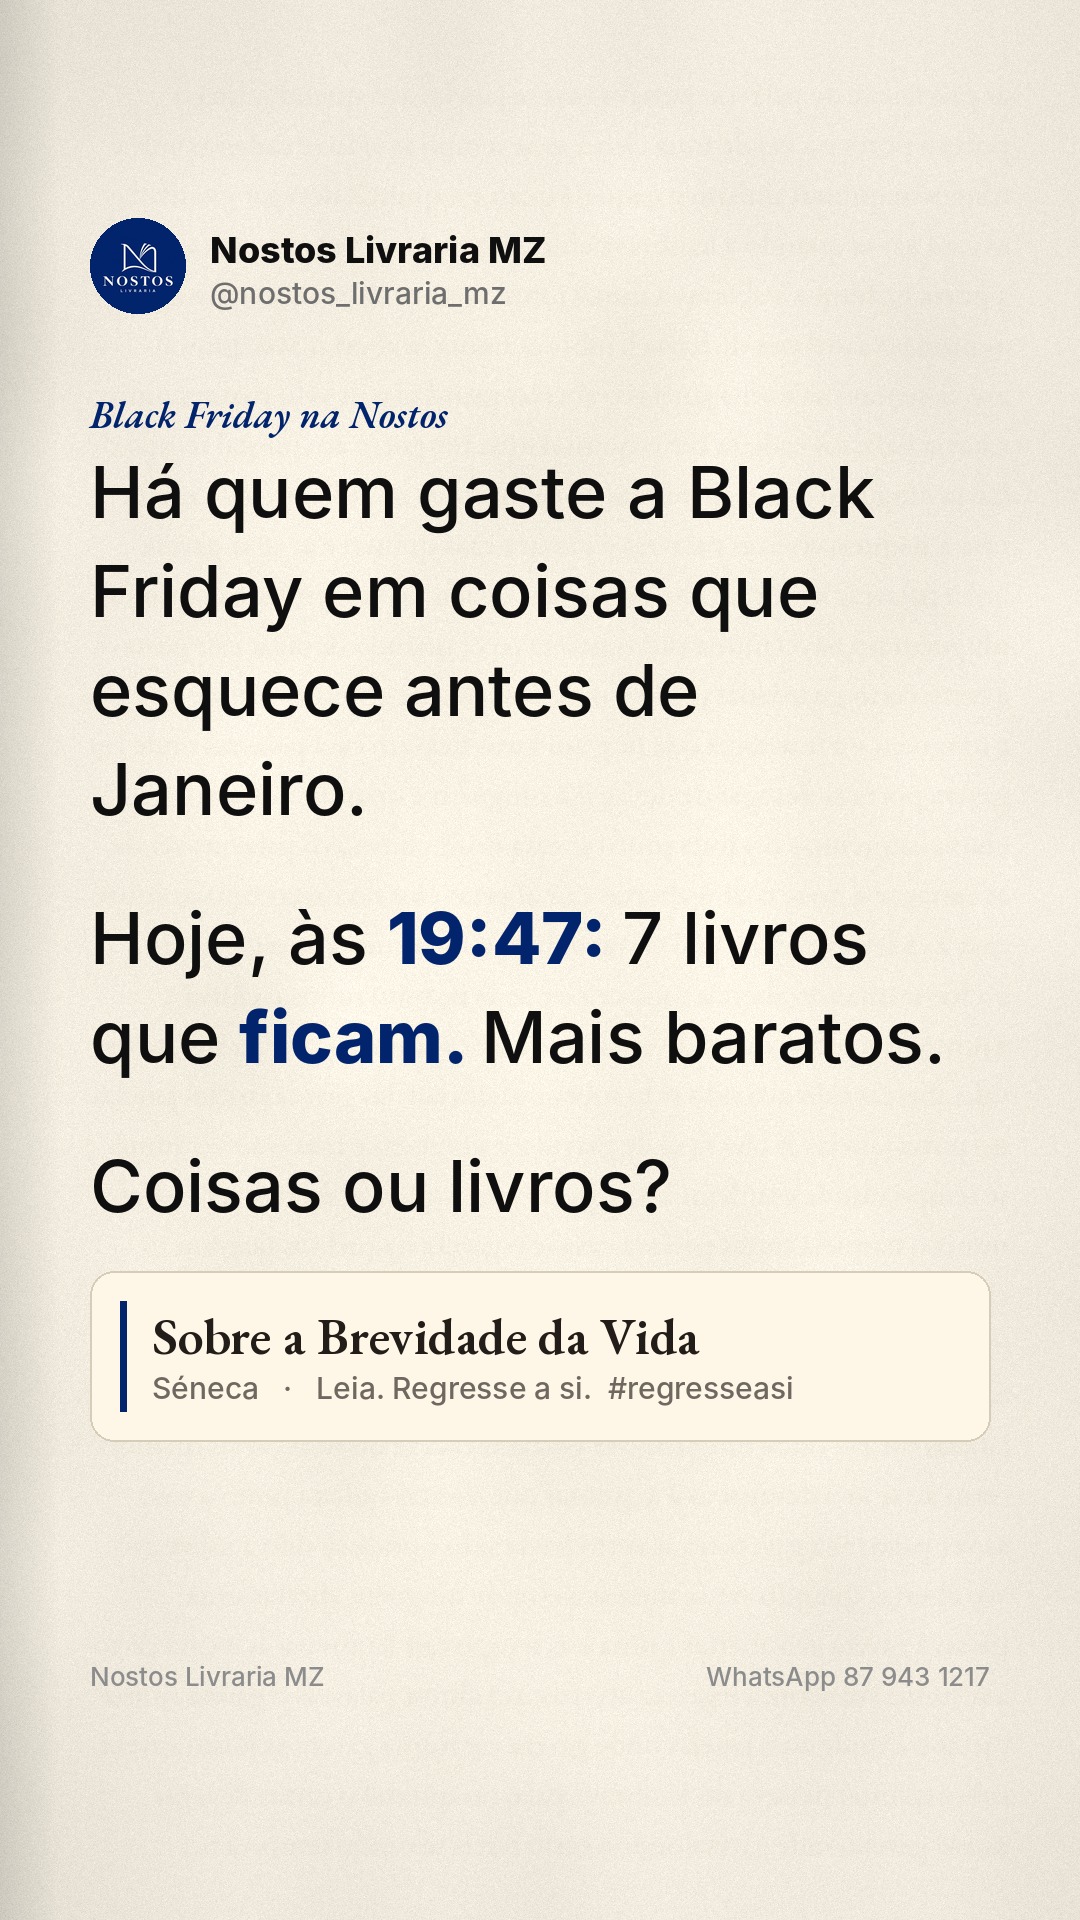 NOSTOS
LIVRARIA
Nostos Livraria MZ
@nostos_livraria_mz
Black Friday na Nostos
Há quem gaste a Black
Friday em coisas que
esquece antes de
Janeiro.
Hoje, às 19:47: 7 livros
que ficam. Mais baratos.
Coisas ou livros?
Sobre a Brevidade da Vida
Séneca · Leia. Regresse a si. #regresseasi
Nostos Livraria MZ
WhatsApp 87 943 1217